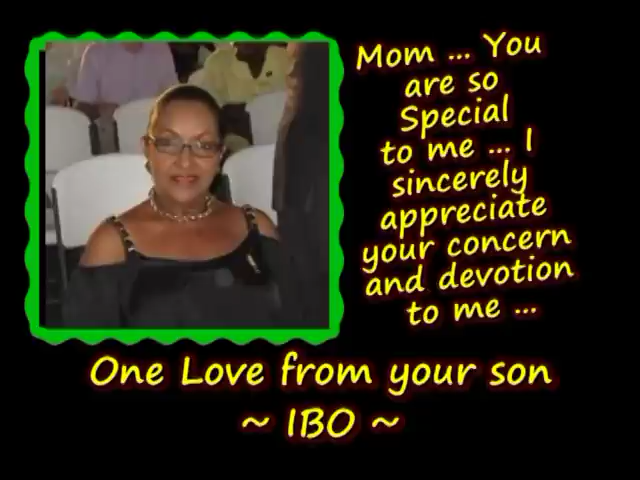 Mom ... You
are so
Special
to me ... I
sincerely
appreciate
your concern
and devotion
to me ...
One Love from your son
~ IBO ~